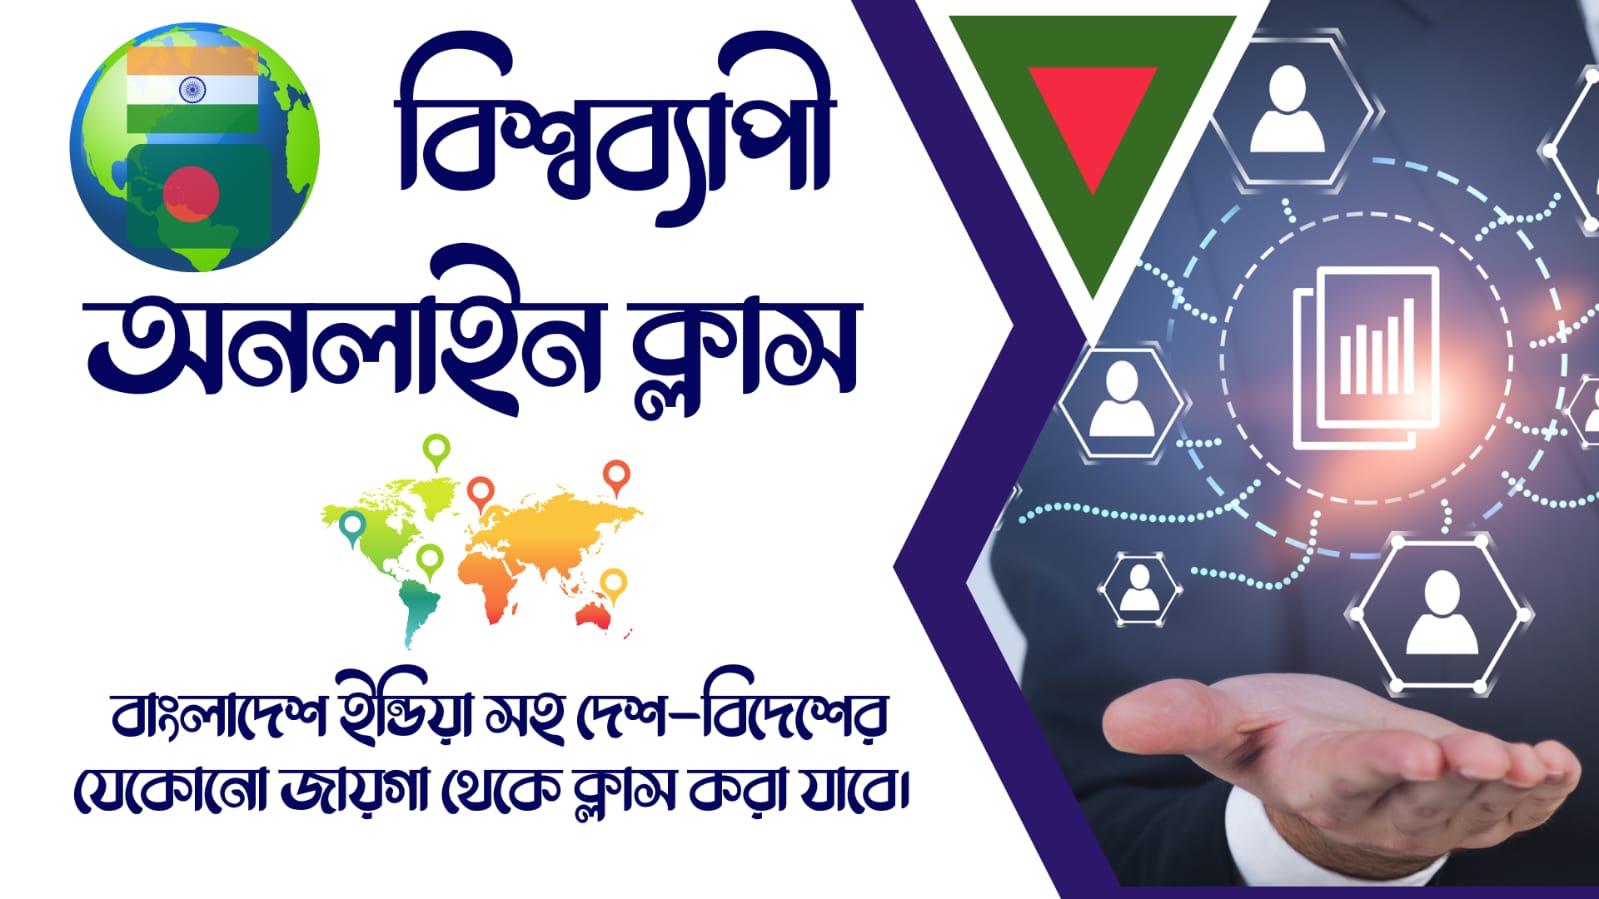 বিশ্বব্যাপী
অনলাইন ক্লাস
বাংলাদেশ ইন্ডিয়া সহ দেশ-বিদেশের
যেকোনো জায়গা থেকে ক্লাস করা যাবে।